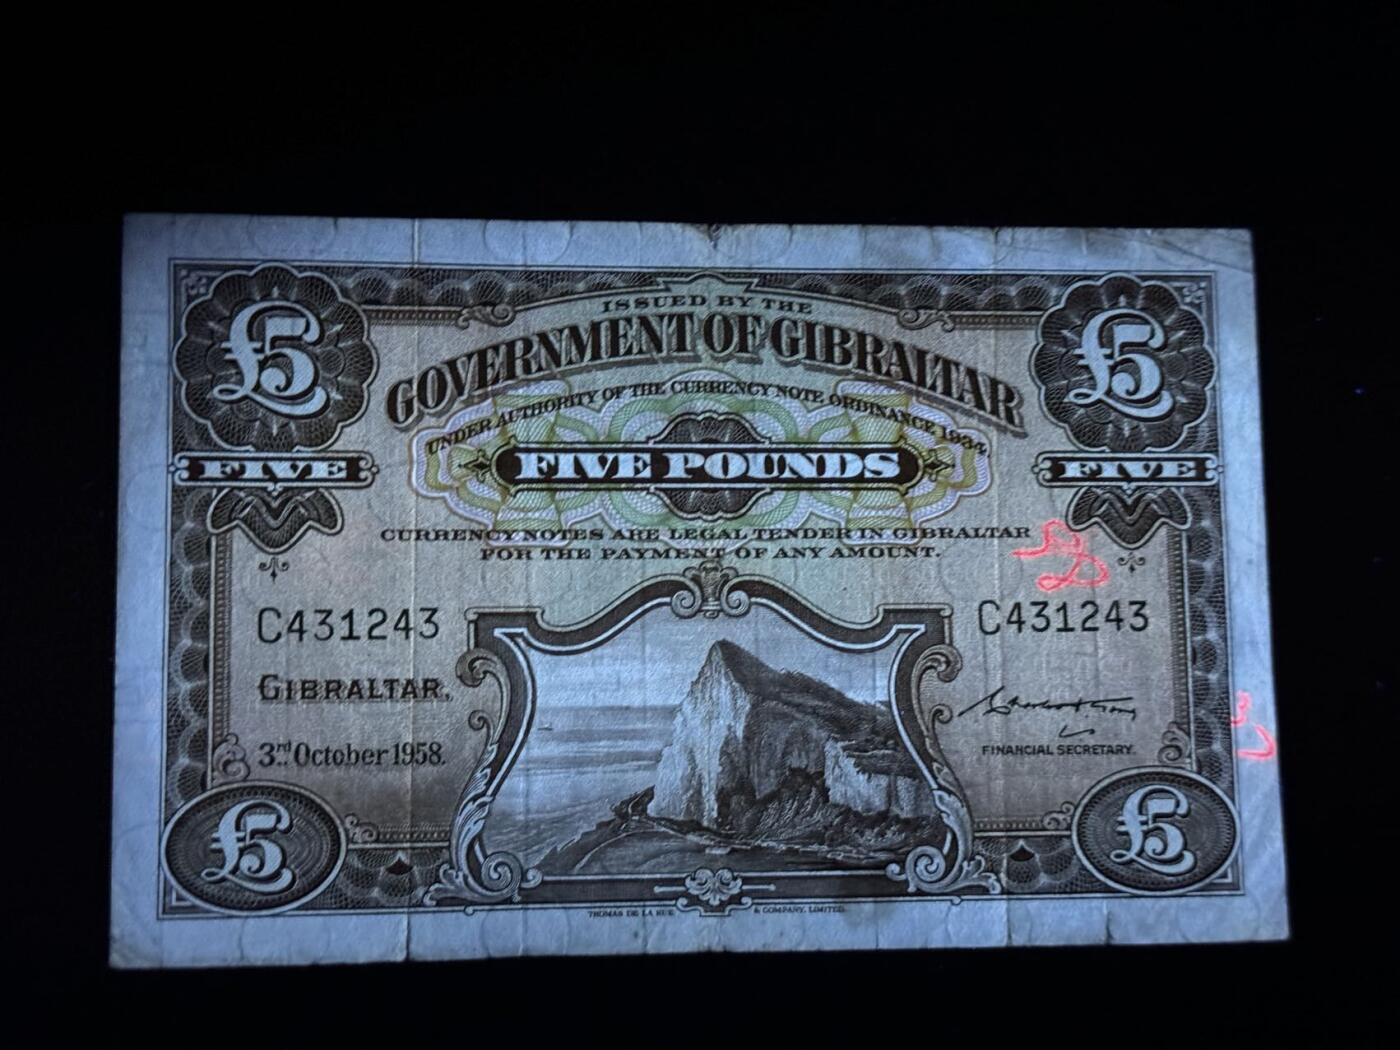 £5 £5
ISSUED BY THE
GOVERNMENT OF GIBRALTAR
UNDER AUTHORITY OF THE CURRENCY NOTE ORDINANCE 1934
FIVE FIVE POUNDS FIVE
CURRENCY NOTES ARE LEGAL TENDER IN GIBRALTAR
FOR THE PAYMENT OF ANY AMOUNT.
C431243 C431243
GIBRALTAR,
3rd October 1958.
FINANCIAL SECRETARY.
£5 £5
THOMAS DE LA RUE & COMPANY, LIMITED.